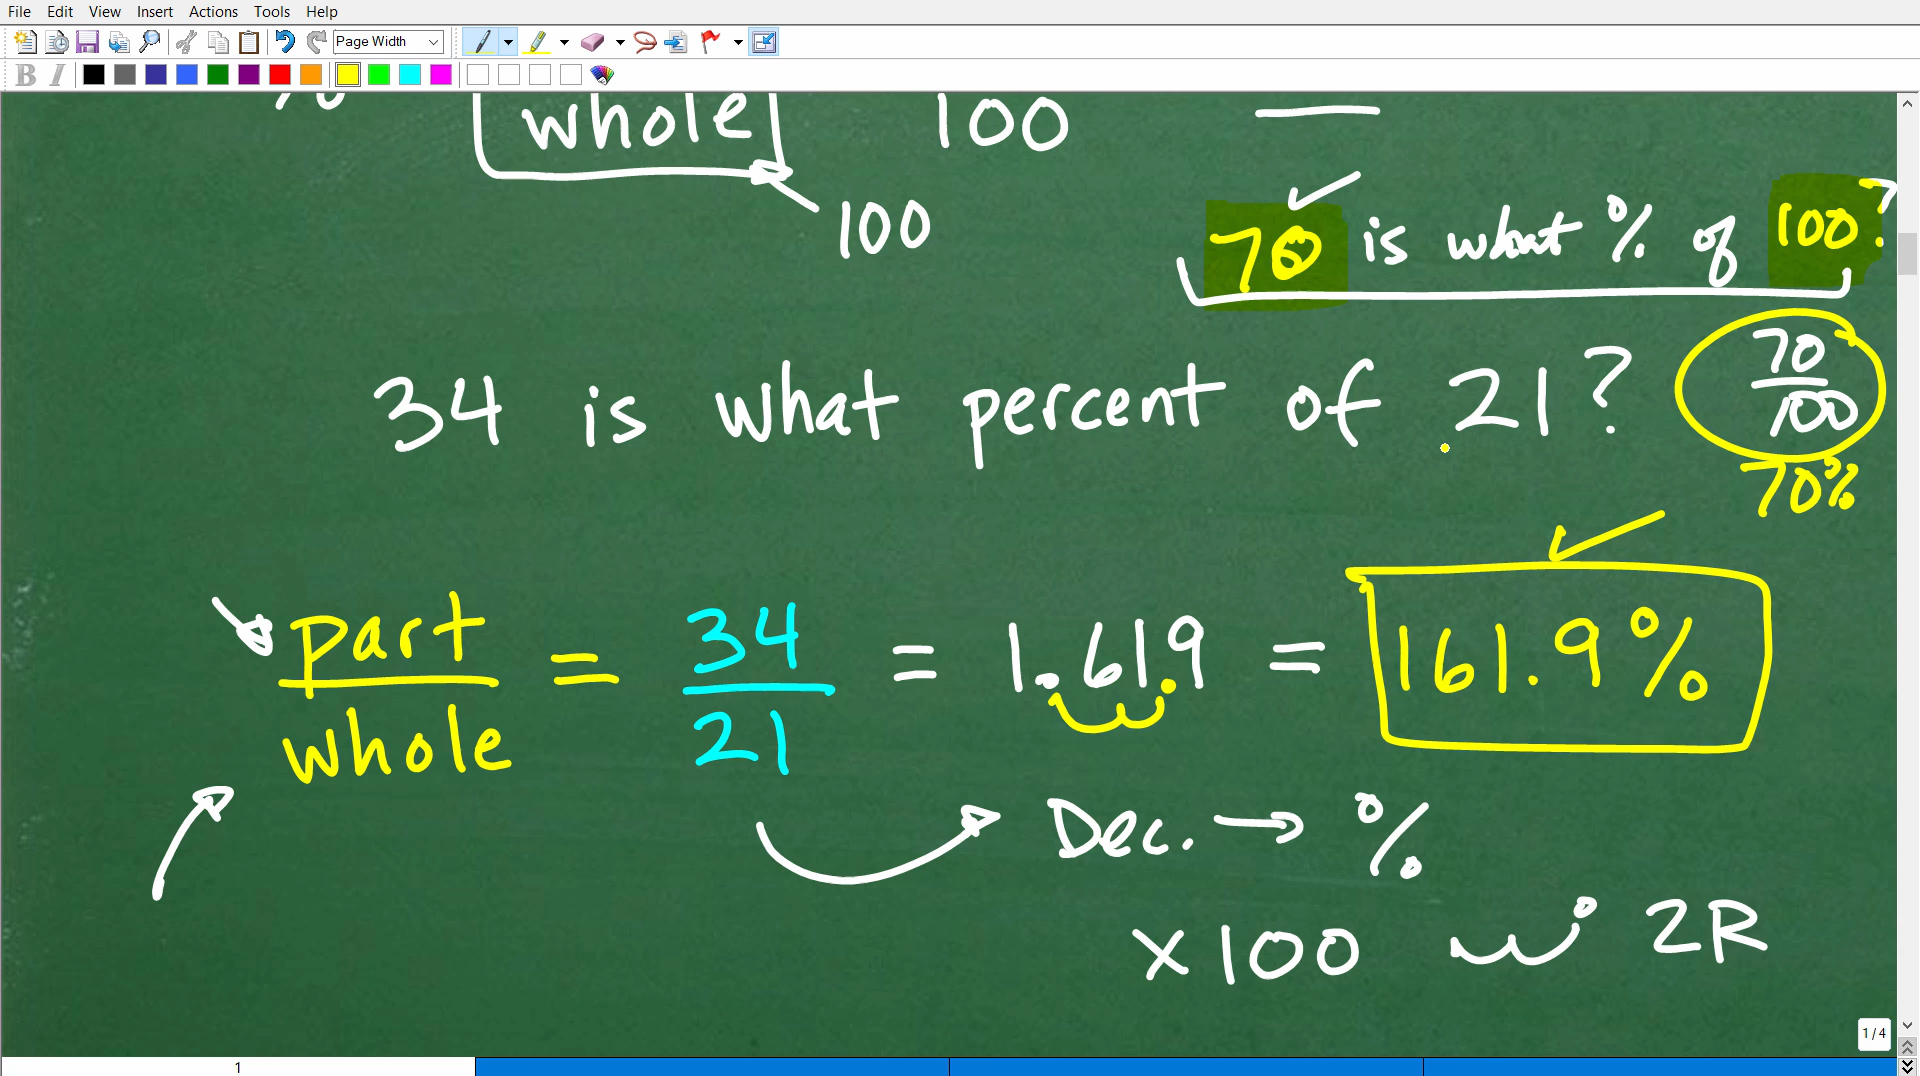 File Edit View Insert Actions Tools Help
Page Width
B I
% whole 100
100
70 is what % of 100?
34 is what percent of 21?
70
100
70%
part
whole
=
34
21
= 1.61.9 = 161.9%
Dec. → %
x 100 2R
1/4
1